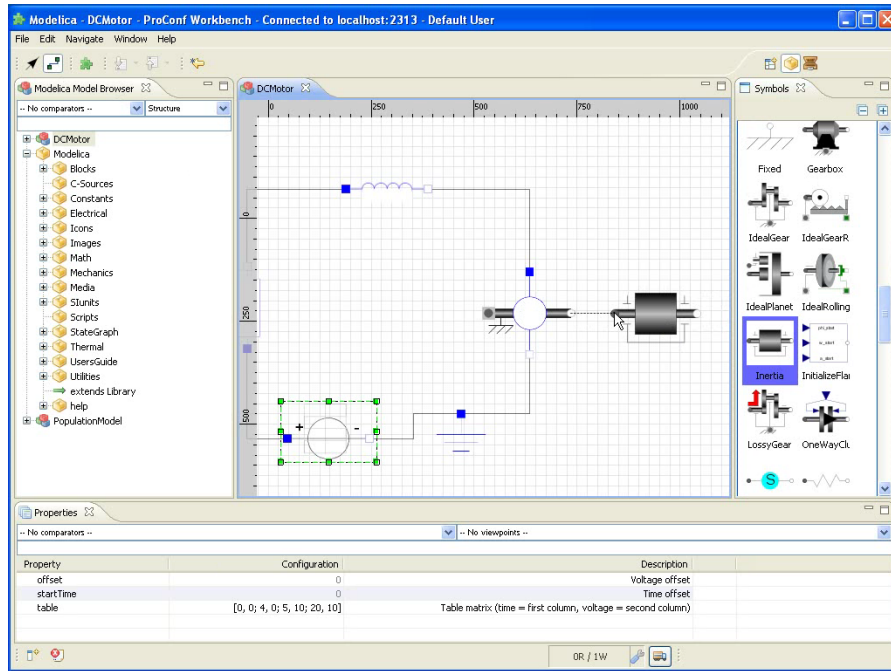 Modelica - DCMotor - ProConf Workbench - Connected to localhost:2313 - Default User
File Edit Navigate Window Help
Modelica Model Browser
-- No comparators -- Structure
DCMotor
Modelica
Blocks
C-Sources
Constants
Electrical
Icons
Images
Math
Mechanics
Media
SIunits
Scripts
StateGraph
Thermal
UsersGuide
Utilities
extends Library
help
PopulationModel
DCMotor
0 250 500 750 1000
0
250
500
+ -
Symbols
Fixed Gearbox
IdealGear IdealGearR
IdealPlanet IdealRolling
Inertia InitializeFlan
LossyGear OneWayClu
S
Properties
-- No comparators -- -- No viewpoints --
Property Configuration Description
offset 0 Voltage offset
startTime 0 Time offset
table [0, 0; 4, 0; 5, 10; 20, 10] Table matrix (time = first column, voltage = second column)
0R / 1W